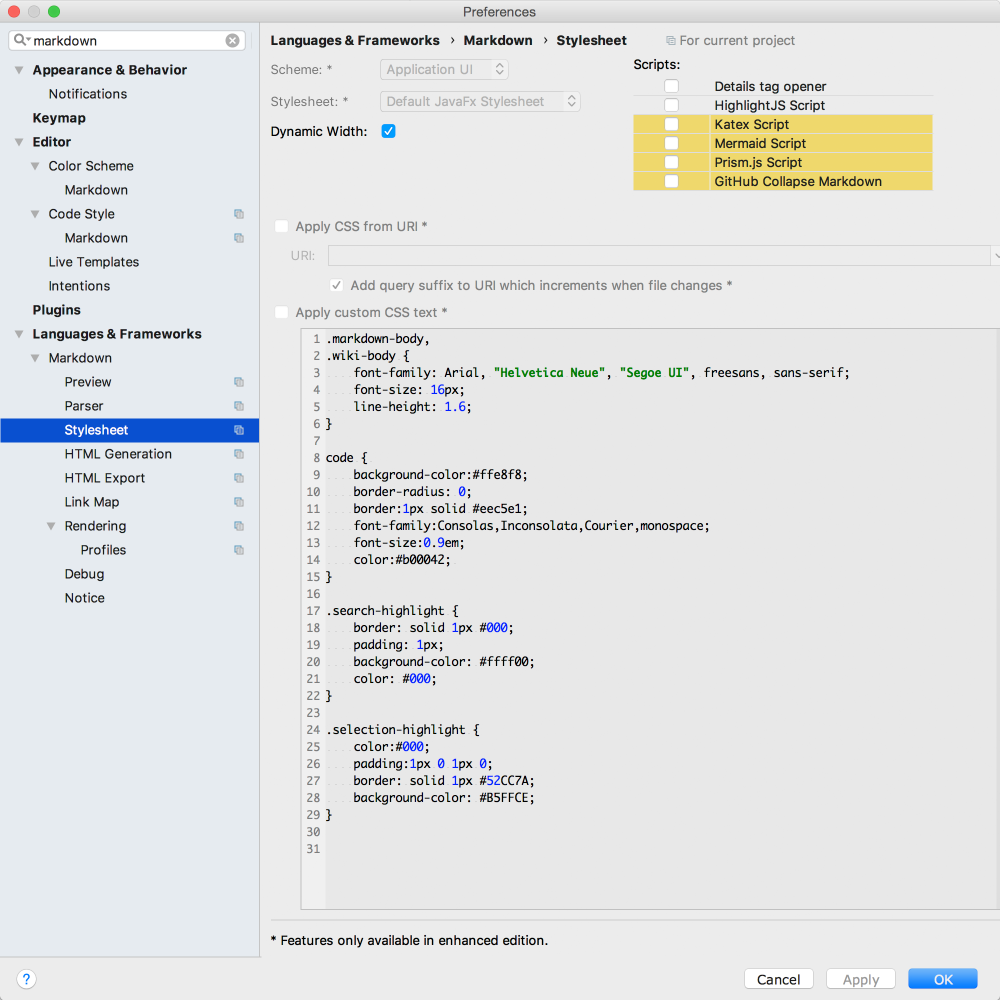 Preferences
markdown
Appearance & Behavior
Notifications
Keymap
Editor
Color Scheme
Markdown
Code Style
Markdown
Live Templates
Intentions
Plugins
Languages & Frameworks
Markdown
Preview
Parser
Stylesheet
HTML Generation
HTML Export
Link Map
Rendering
Profiles
Debug
Notice
Languages & Frameworks › Markdown › Stylesheet For current project
Scheme: * Application UI
Stylesheet: * Default JavaFx Stylesheet
Dynamic Width:
Scripts:
Details tag opener
HighlightJS Script
Katex Script
Mermaid Script
Prism.js Script
GitHub Collapse Markdown
Apply CSS from URI *
URI:
Add query suffix to URI which increments when file changes *
Apply custom CSS text *
1 .markdown-body,
2 .wiki-body {
3 font-family: Arial, "Helvetica Neue", "Segoe UI", freesans, sans-serif;
4 font-size: 16px;
5 line-height: 1.6;
6 }
7
8 code {
9 background-color:#ffe8f8;
10 border-radius: 0;
11 border:1px solid #eec5e1;
12 font-family:Consolas,Inconsolata,Courier,monospace;
13 font-size:0.9em;
14 color:#b00042;
15 }
16
17 .search-highlight {
18 border: solid 1px #000;
19 padding: 1px;
20 background-color: #ffff00;
21 color: #000;
22 }
23
24 .selection-highlight {
25 color:#000;
26 padding:1px 0 1px 0;
27 border: solid 1px #52CC7A;
28 background-color: #B5FFCE;
29 }
30
31
* Features only available in enhanced edition.
?
Cancel Apply OK